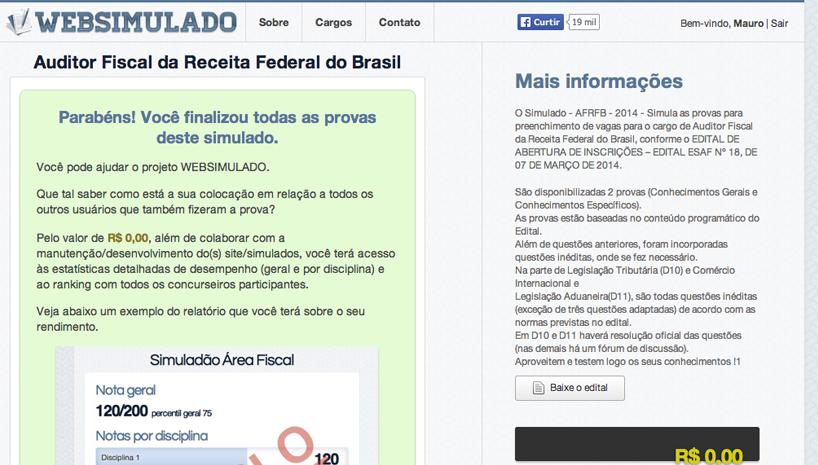 WEBSIMULADO
Sobre
Cargos
Contato
Curtir
19 mil
Bem-vindo, Mauro | Sair
Auditor Fiscal da Receita Federal do Brasil
Parabéns! Você finalizou todas as provas
deste simulado.
Você pode ajudar o projeto WEBSIMULADO.
Que tal saber como está a sua colocação em relação a todos os
outros usuários que também fizeram a prova?
Pelo valor de R$ 0,00, além de colaborar com a
manutenção/desenvolvimento do(s) site/simulados, você terá acesso
às estatísticas detalhadas de desempenho (geral e por disciplina) e
ao ranking com todos os concurseiros participantes.
Veja abaixo um exemplo do relatório que você terá sobre o seu
rendimento.
Simuladão Área Fiscal
Nota geral
120/200 percentil geral 75
Notas por disciplina
Disciplina 1
120
Mais informações
O Simulado - AFRFB - 2014 - Simula as provas para
preenchimento de vagas para o cargo de Auditor Fiscal
da Receita Federal do Brasil, conforme o EDITAL DE
ABERTURA DE INSCRIÇÕES – EDITAL ESAF Nº 18, DE
07 DE MARÇO DE 2014.
São disponibilizadas 2 provas (Conhecimentos Gerais e
Conhecimentos Específicos).
As provas estão baseadas no conteúdo programático do
Edital.
Além de questões anteriores, foram incorporadas
questões inéditas, onde se fez necessário.
Na parte de Legislação Tributária (D10) e Comércio
Internacional e
Legislação Aduaneira(D11), são todas questões inéditas
(exceção de três questões adaptadas) de acordo com as
normas previstas no edital.
Em D10 e D11 haverá resolução oficial das questões
(nas demais há um fórum de discussão).
Aproveitem e testem logo os seus conhecimentos !1
Baixe o edital
R$ 0,00